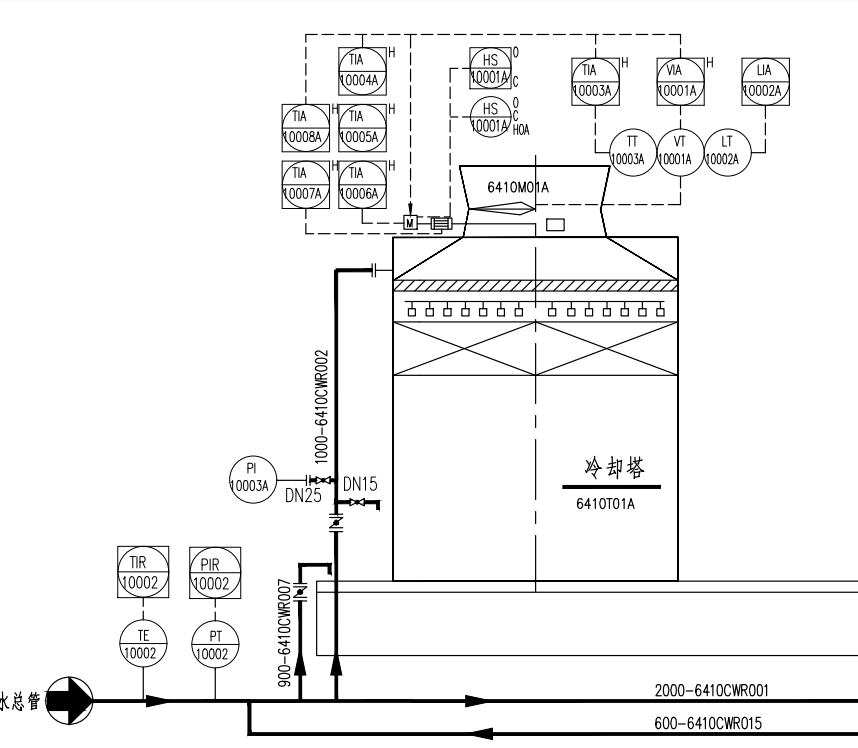 TIA
10004A
H
HS
10001A
O
C
TIA
10003A
H
VIA
10001A
H
LIA
10002A
TIA
10008A
H
TIA
10005A
H
HS
10001A
O
C
HOA
TT
10003A
VT
10001A
LT
10002A
TIA
10007A
H
TIA
10006A
H
6410M01A
M
1000-6410CWR002
PI
10003A
DN25
DN15
冷却塔
6410T01A
TIR
10002
PIR
10002
900-6410CWR007
TE
10002
PT
10002
水总管
2000-6410CWR001
600-6410CWR015